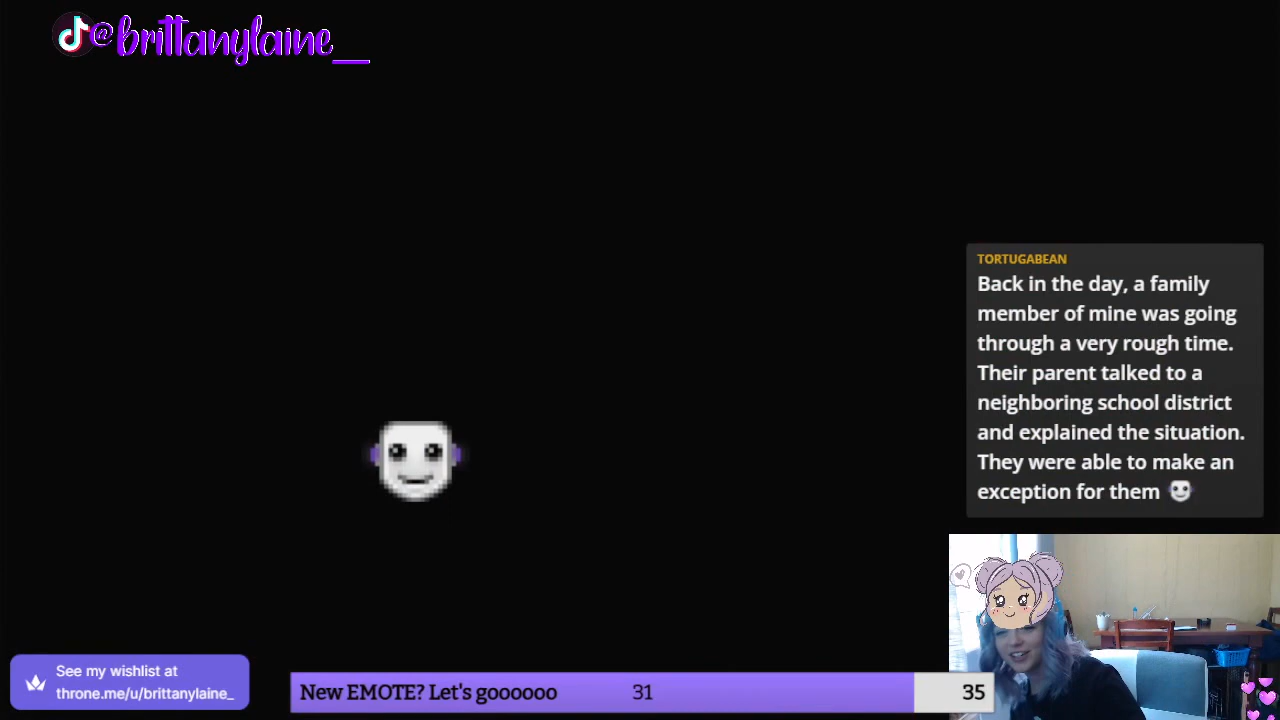 @brittanylaine__
TORTUGABEAN
Back in the day, a family
member of mine was going
through a very rough time.
Their parent talked to a
neighboring school district
and explained the situation.
They were able to make an
exception for them
See my wishlist at
throne.me/u/brittanylaine_
New EMOTE? Let's goooooo 31 35